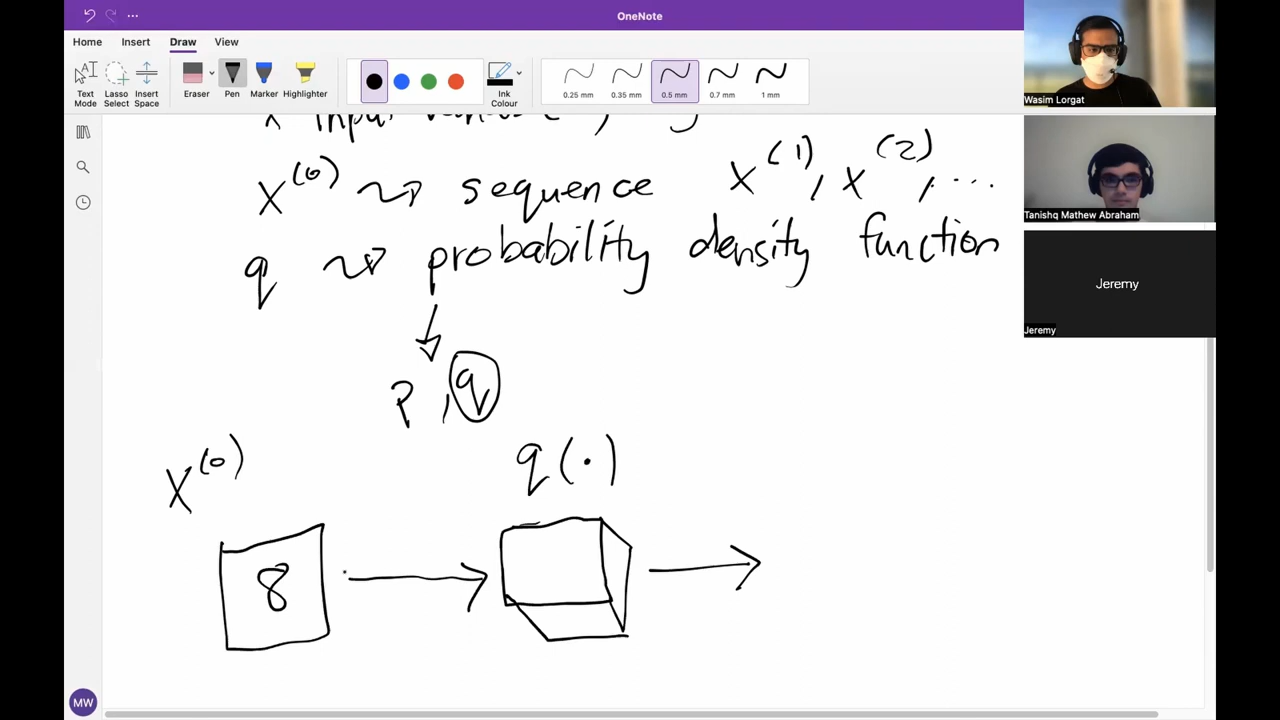 OneNote
Home Insert Draw View
Text Mode Lasso Select Insert Space Eraser Pen Marker Highlighter Ink Colour 0.25 mm 0.35 mm 0.5 mm 0.7 mm 1 mm
Wasim Lorgat
Tanishq Mathew Abraham
Jeremy
Jeremy
x input
X^(0) ⇝ sequence X^(1), X^(2), ...
q ⇝ probability density function
↓
P, q
X^(0) q(·)
8
MW